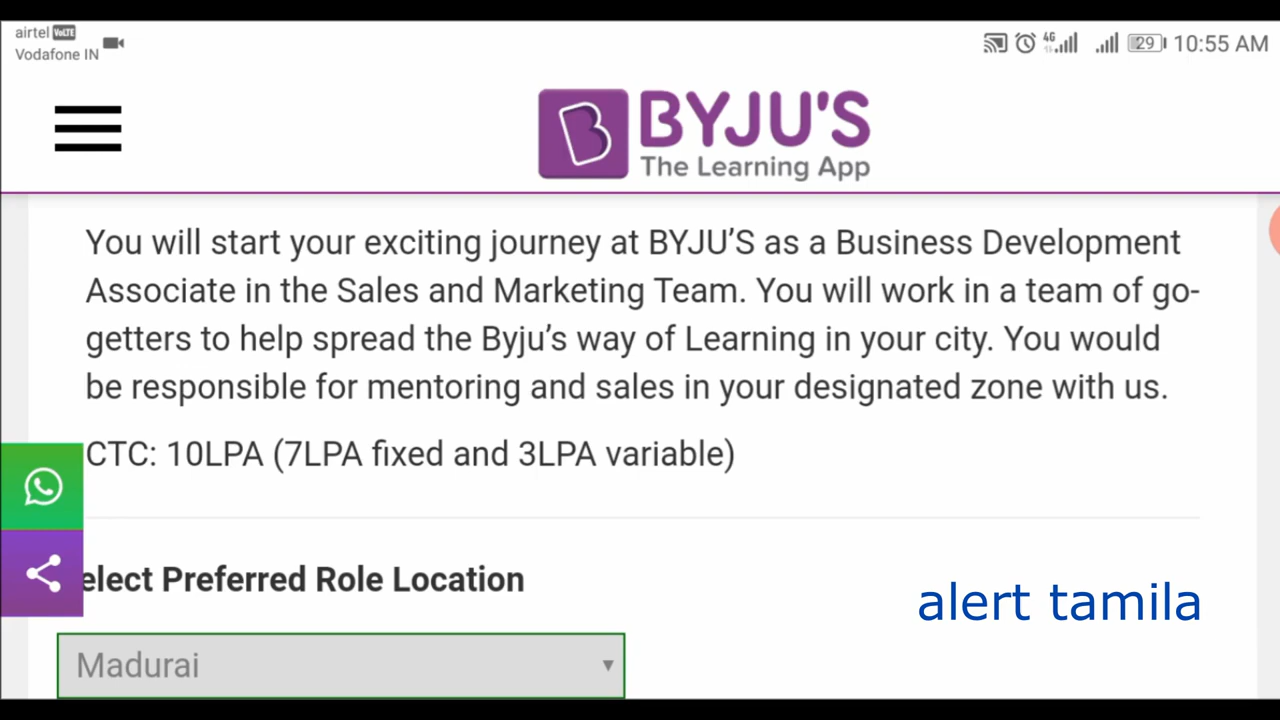 airtel VoLTE
Vodafone IN
4G 29 10:55 AM
B BYJU'S
The Learning App
You will start your exciting journey at BYJU'S as a Business Development
Associate in the Sales and Marketing Team. You will work in a team of go-
getters to help spread the Byju's way of Learning in your city. You would
be responsible for mentoring and sales in your designated zone with us.
CTC: 10LPA (7LPA fixed and 3LPA variable)
elect Preferred Role Location
alert tamila
Madurai